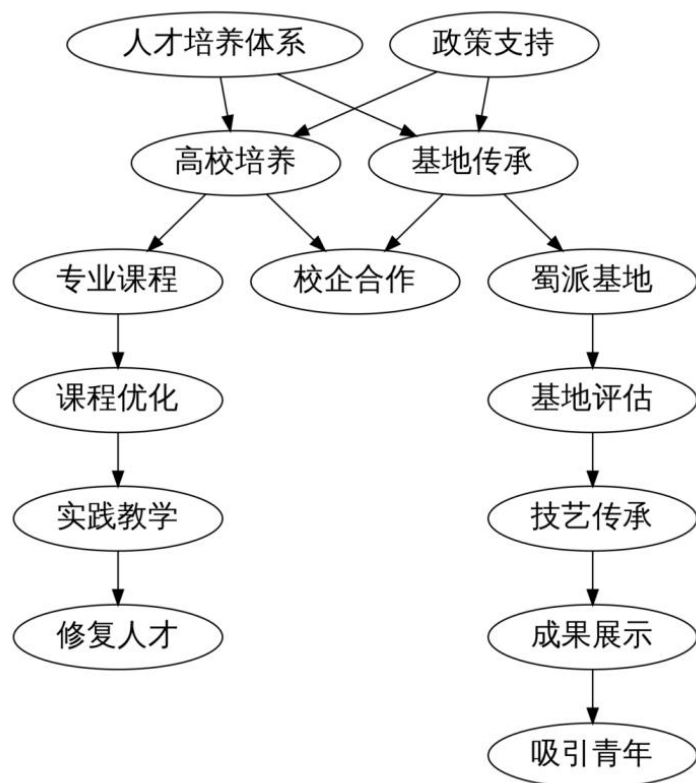 人才培养体系
政策支持
高校培养
基地传承
专业课程
校企合作
蜀派基地
课程优化
基地评估
实践教学
技艺传承
修复人才
成果展示
吸引青年